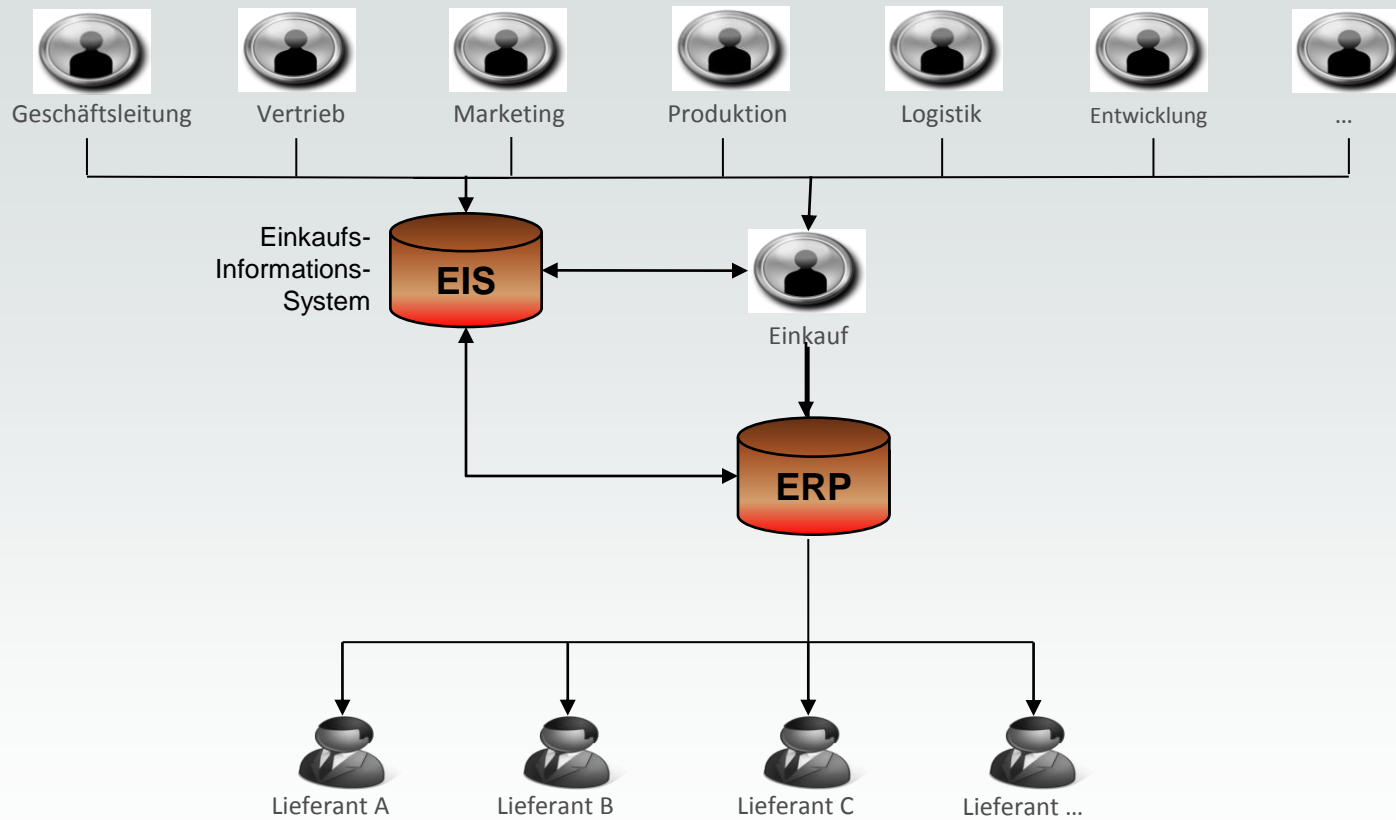 Geschäftsleitung
Vertrieb
Marketing
Produktion
Logistik
Entwicklung
...
Einkaufs-
Informations-
System
EIS
Einkauf
ERP
Lieferant A
Lieferant B
Lieferant C
Lieferant ...